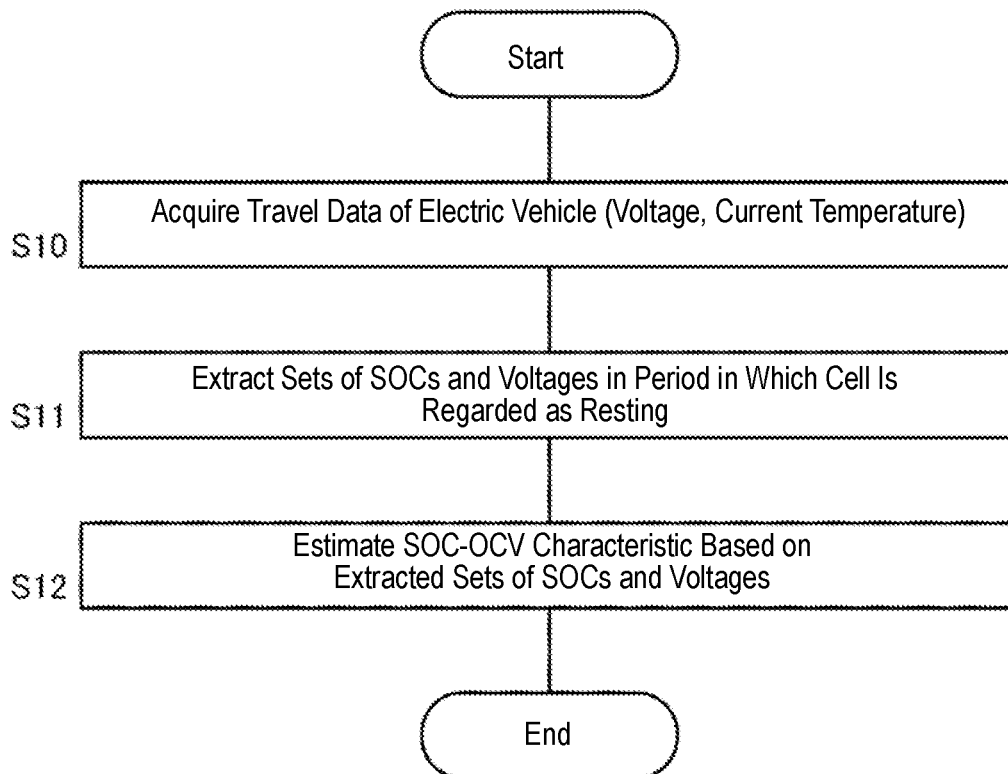 Start
Acquire Travel Data of Electric Vehicle (Voltage, Current Temperature)
S10
Extract Sets of SOCs and Voltages in Period in Which Cell Is
Regarded as Resting
S11
Estimate SOC-OCV Characteristic Based on
Extracted Sets of SOCs and Voltages
S12
End